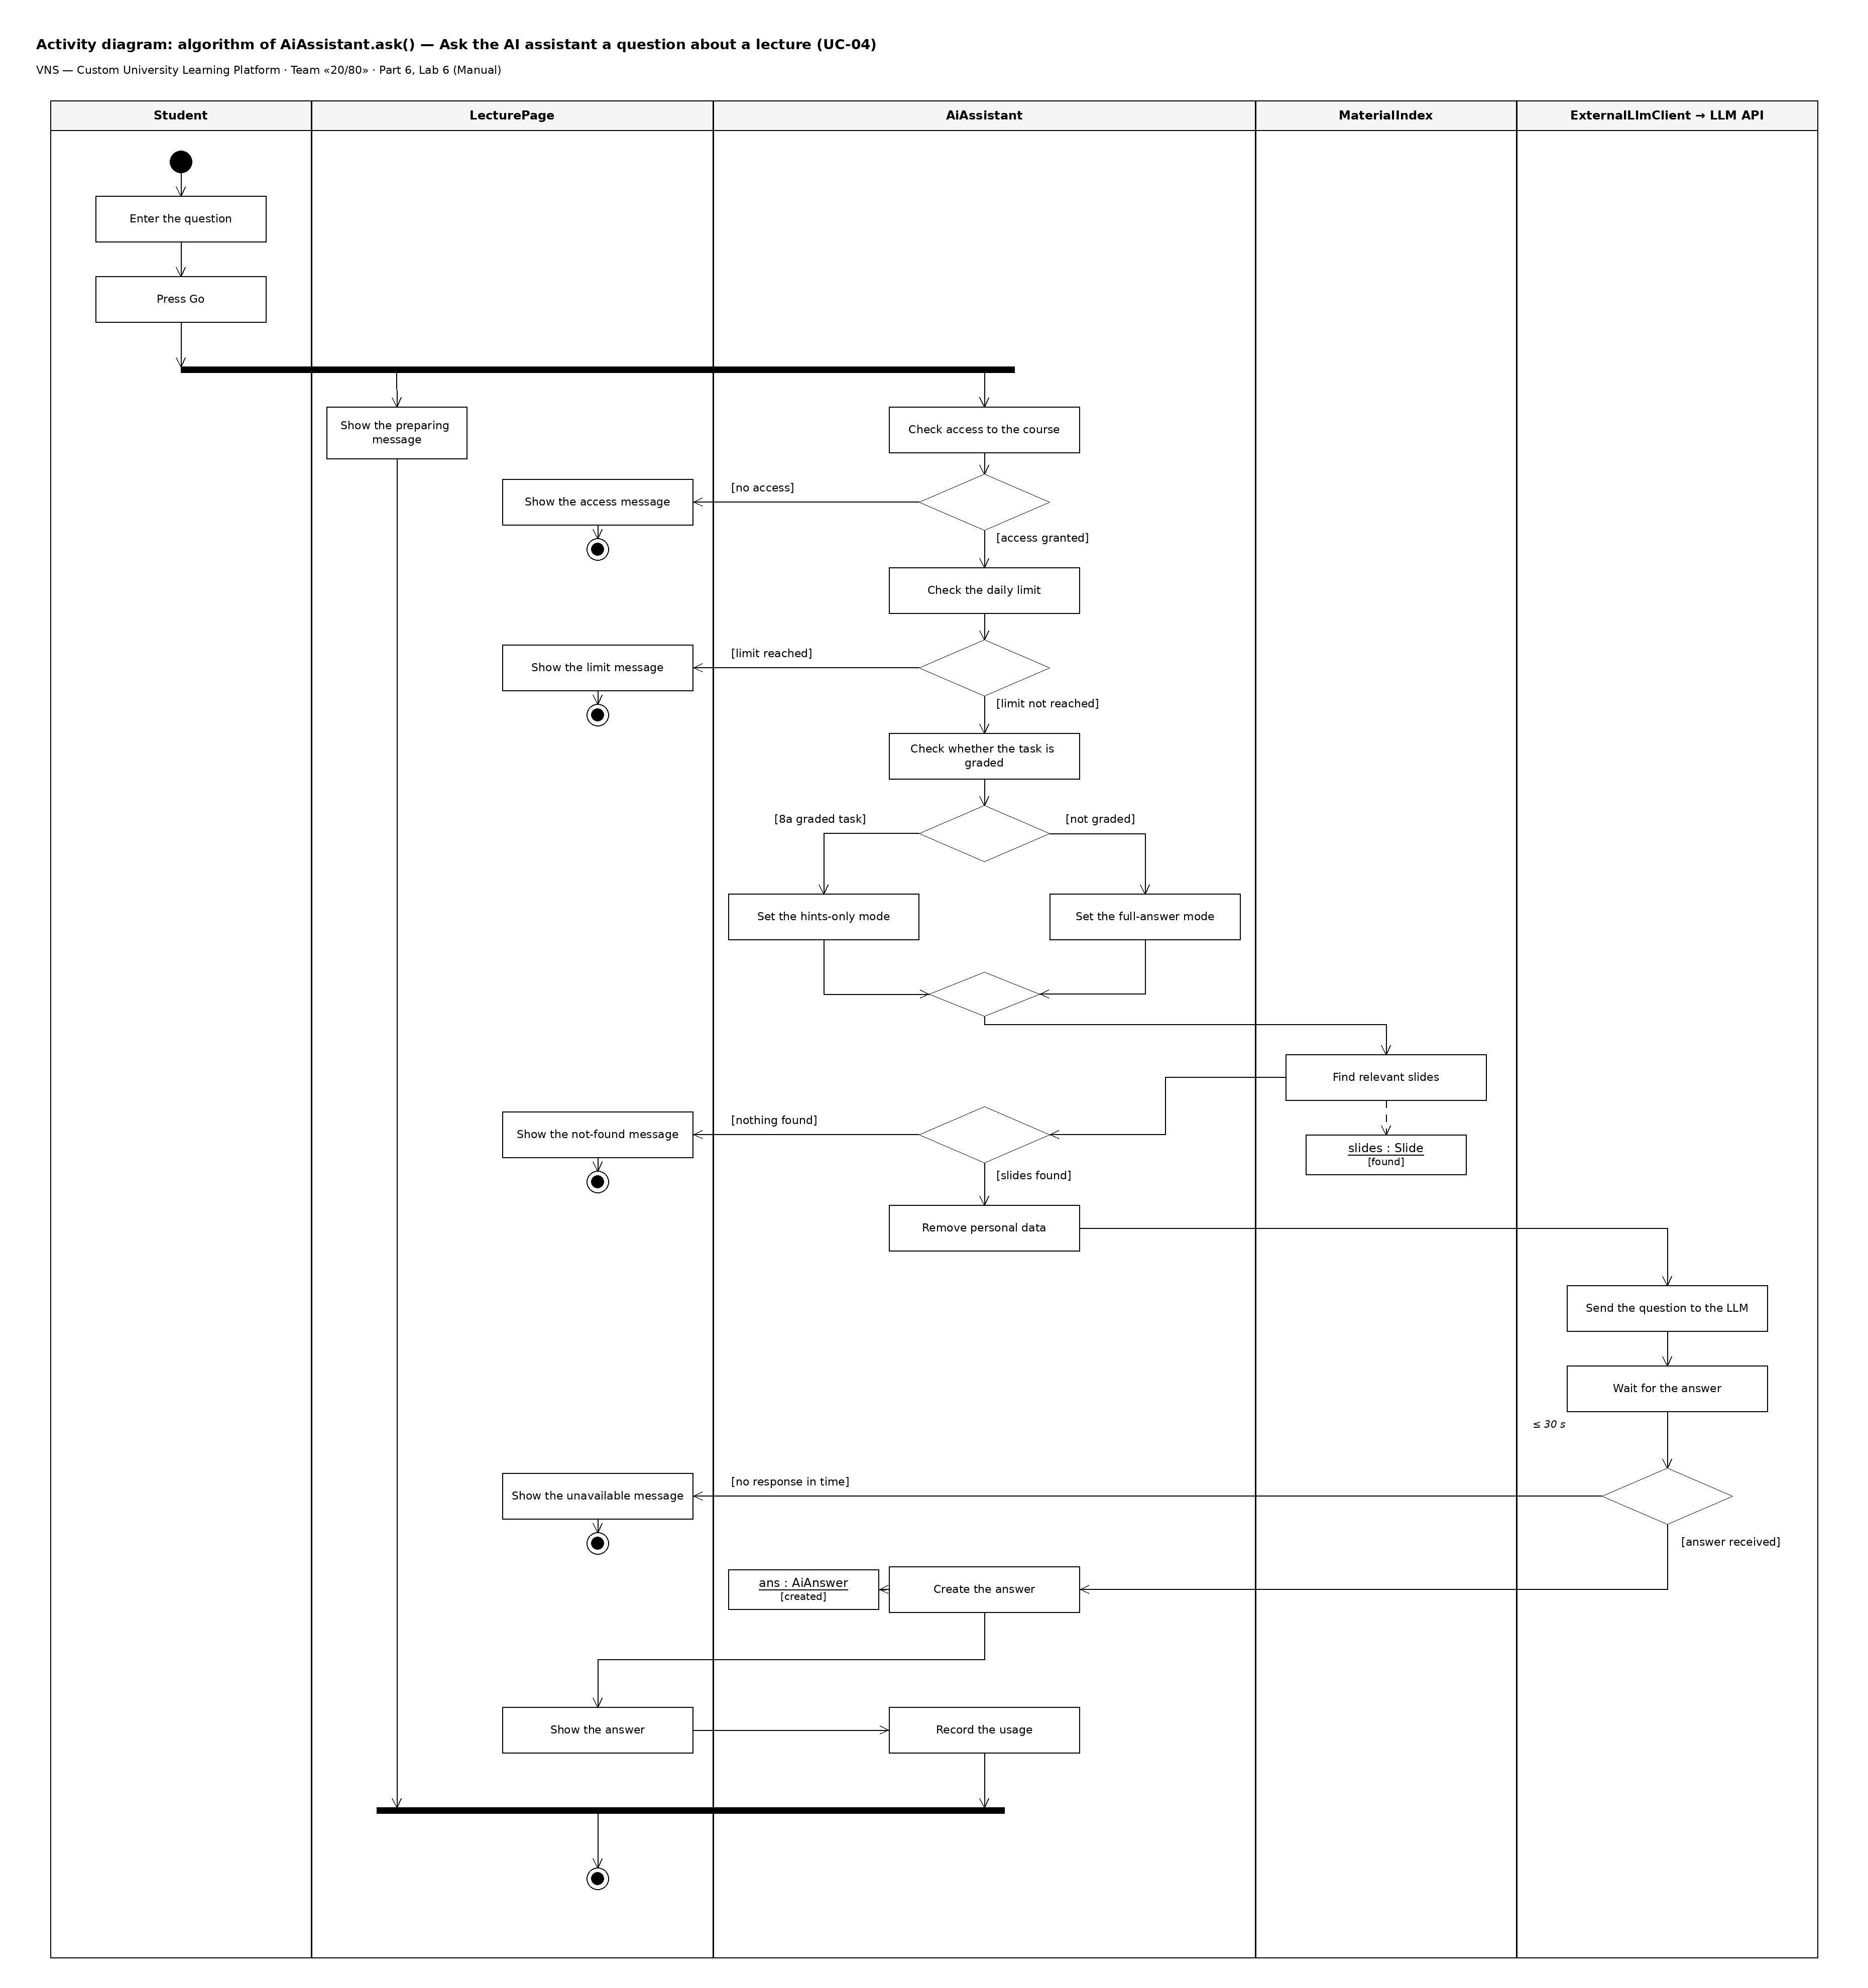 Activity diagram: algorithm of AiAssistant.ask() — Ask the AI assistant a question about a lecture (UC-04)
VNS — Custom University Learning Platform · Team «20/80» · Part 6, Lab 6 (Manual)
Student
LecturePage
AiAssistant
MaterialIndex
ExternalLlmClient → LLM API
Enter the question
Press Go
Show the preparing
message
Check access to the course
[no access]
Show the access message
[access granted]
Check the daily limit
[limit reached]
Show the limit message
[limit not reached]
Check whether the task is
graded
[8a graded task]
[not graded]
Set the hints-only mode
Set the full-answer mode
Find relevant slides
[nothing found]
Show the not-found message
slides : Slide
[found]
[slides found]
Remove personal data
Send the question to the LLM
Wait for the answer
≤ 30 s
[no response in time]
Show the unavailable message
[answer received]
ans : AiAnswer
[created]
Create the answer
Show the answer
Record the usage